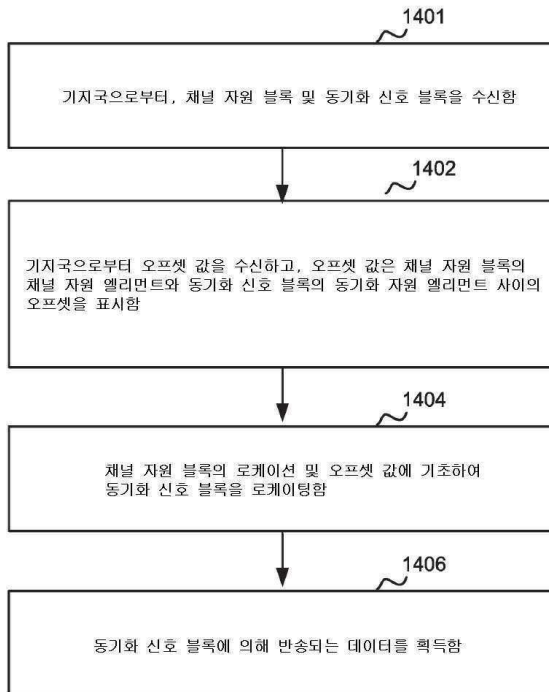 1401
기지국으로부터, 채널 자원 블록 및 동기화 신호 블록을 수신함
1402
기지국으로부터 오프셋 값을 수신하고, 오프셋 값은 채널 자원 블록의
채널 자원 엘리먼트와 동기화 신호 블록의 동기화 자원 엘리먼트 사이의
오프셋을 표시함
1404
채널 자원 블록의 로케이션 및 오프셋 값에 기초하여
동기화 신호 블록을 로케이팅함
1406
동기화 신호 블록에 의해 반송되는 데이터를 획득함